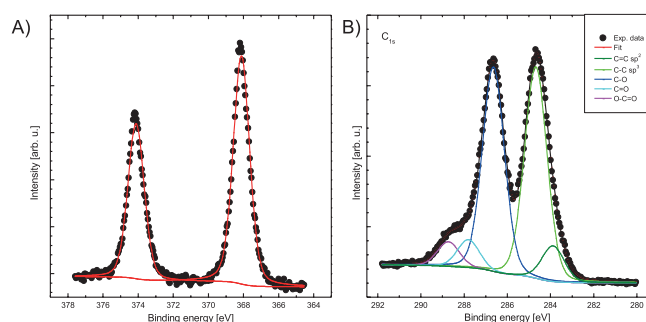 A)
Intensity [arb. u.]
378 376 374 372 370 368 366 364
Binding energy [eV]
B)
C1s
Intensity [arb. u.]
292 290 288 286 284 282 280
Binding energy [eV]
Exp. data
Fit
C=C sp²
C-C sp³
C-O
C=O
O-C=O